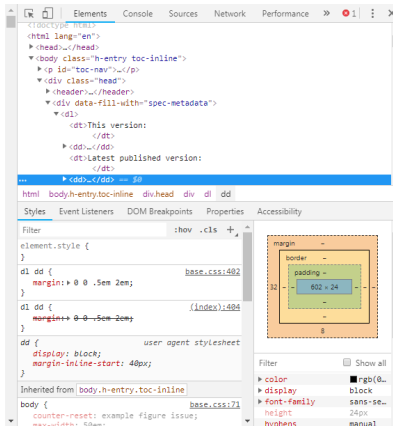 Elements Console Sources Network Performance » 1
<!doctype html>
<html lang="en">
<head>…</head>
<body class="h-entry toc-inline">
<p id="toc-nav">…</p>
<div class="head">
<header>…</header>
<div data-fill-with="spec-metadata">
<dl>
<dt>This version:
</dt>
<dd>…</dd>
<dt>Latest published version:
</dt>
… <dd>…</dd> == $0
html body.h-entry.toc-inline div.head div dl dd
Styles Event Listeners DOM Breakpoints Properties Accessibility
Filter :hov .cls +
element.style {
}
dl dd { base.css:402
margin: 0 0 .5em 2em;
}
dl dd { (index):404
margin: 0 0 .5em 2em;
}
dd { user agent stylesheet
display: block;
margin-inline-start: 40px;
}
Inherited from body.h-entry.toc-inline
body { base.css:71
counter-reset: example figure issue;
max-width: 50em;
margin –
border –
padding –
32 – – 602 × 24 – – –
–
–
8
Filter Show all
color rgb(0…
display block
font-family sans-se…
height 24px
hyphens manual